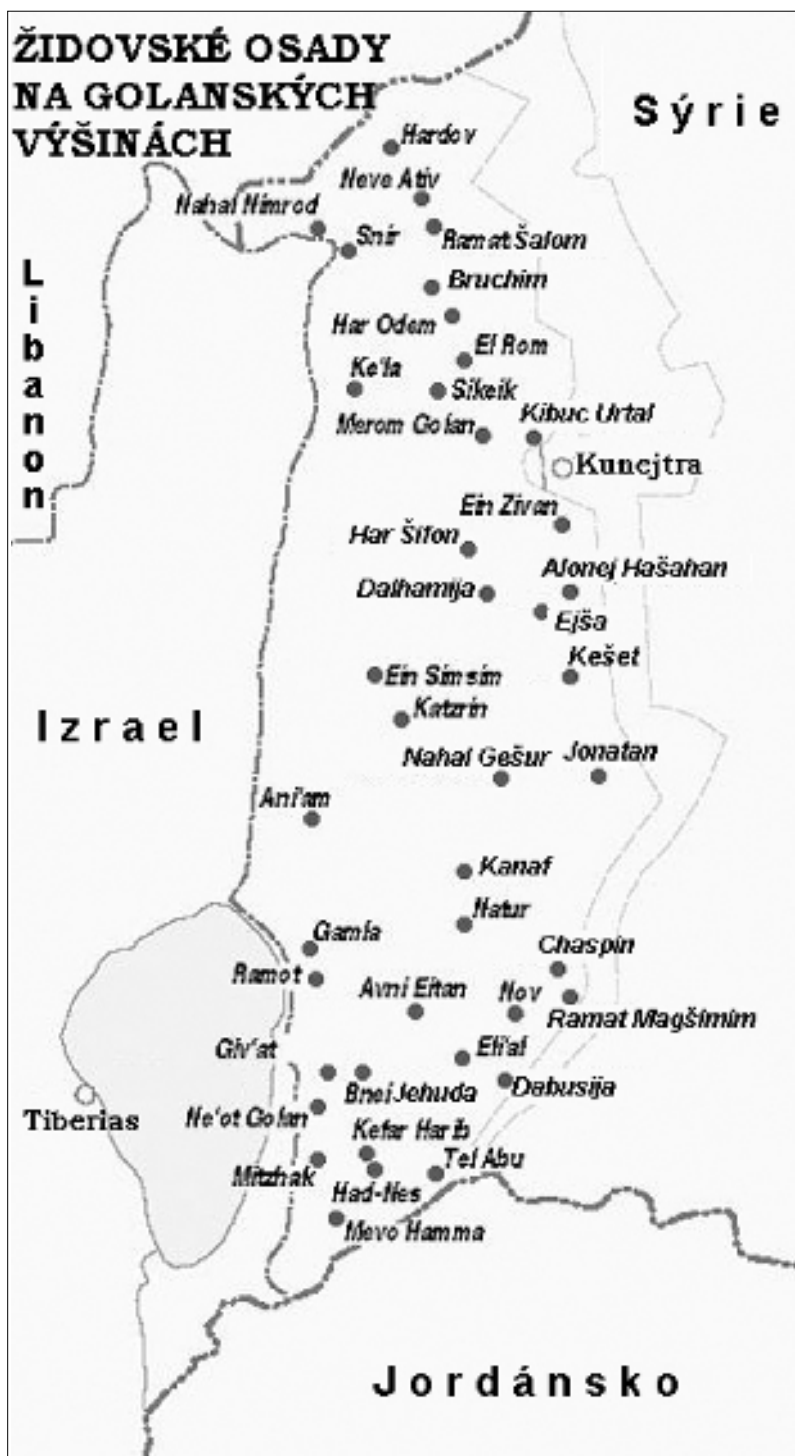 ŽIDOVSKÉ OSADY
NA GOLANSKÝCH
VÝŠINÁCH
Sýrie
Hardov
Neve Ativ
Nahal Nimrod
Snir
Ramat Šalom
Libanon
Bruchim
Har Odem
El Rom
Ke'la
Sikeik
Merom Golan
Kibuc Urtal
Kunejtra
Ein Zivan
Har Šifon
Dalhamija
Alonej Hašahan
Ejša
Ein Simsim
Kešet
Katzrin
Izrael
Nahal Gešur
Jonatan
Ani'am
Kanaf
Natur
Gamla
Chaspin
Ramot
Avni Eitan
Nov
Ramat Magšimim
Giv'at
Eli'al
Bnei Jehuda
Dabusija
Tiberias
Ne'ot Golan
Kefar Harib
Mitzhak
Tel Abu
Had-Nes
Mevo Hamma
Jordánsko